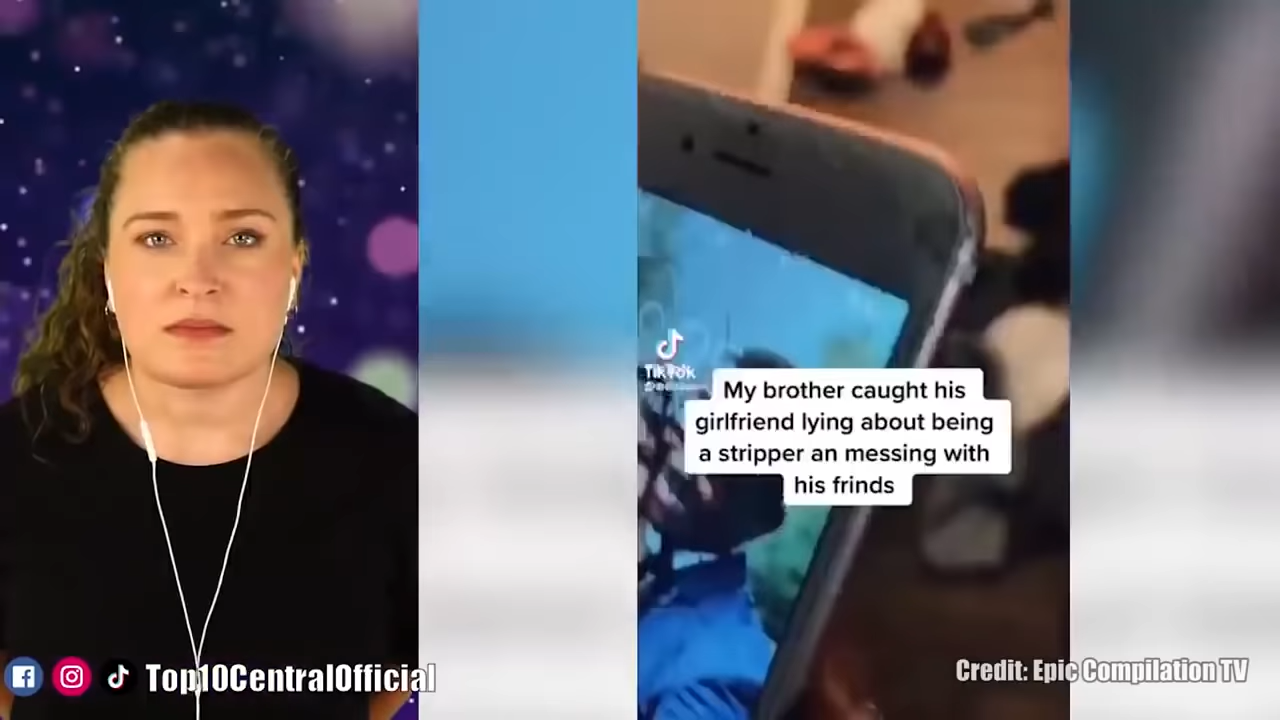 TikTok
My brother caught his
girlfriend lying about being
a stripper an messing with
his frinds
Top10CentralOfficial
Credit: Epic Compilation TV